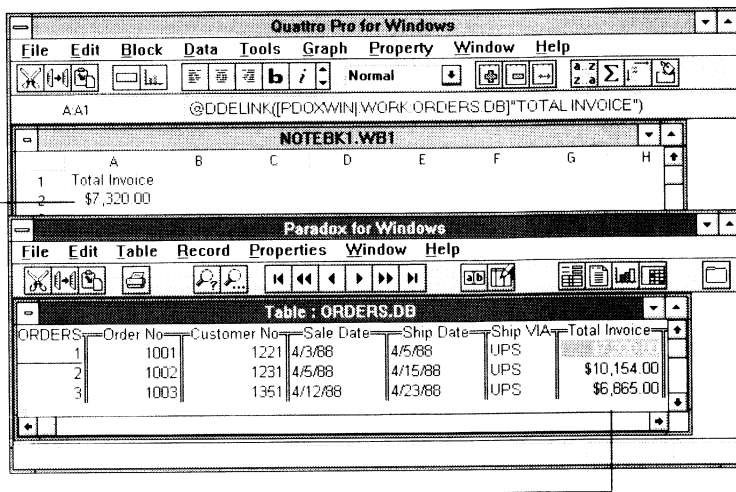 Quattro Pro for Windows
File Edit Block Data Tools Graph Property Window Help
b i Normal a..z z..a Σ
A:A1 @DDELINK([PDOXWIN|:WORK:ORDERS.DB]"TOTAL INVOICE")
NOTEBK1.WB1
A B C D E F G H
1 Total Invoice
2 $7,320.00
Paradox for Windows
File Edit Table Record Properties Window Help
a b
Table : ORDERS.DB
ORDERS Order No Customer No Sale Date Ship Date Ship VIA Total Invoice
1 1001 1221 4/3/88 4/5/88 UPS
2 1002 1231 4/5/88 4/15/88 UPS $10,154.00
3 1003 1351 4/12/88 4/23/88 UPS $6,865.00